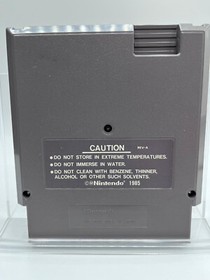 CAUTION
• DO NOT STORE IN EXTREME TEMPERATURES.
• DO NOT IMMERSE IN WATER.
• DO NOT CLEAN WITH BENZENE, THINNER,
ALCOHOL OR OTHER SUCH SOLVENTS.
Nintendo 1985